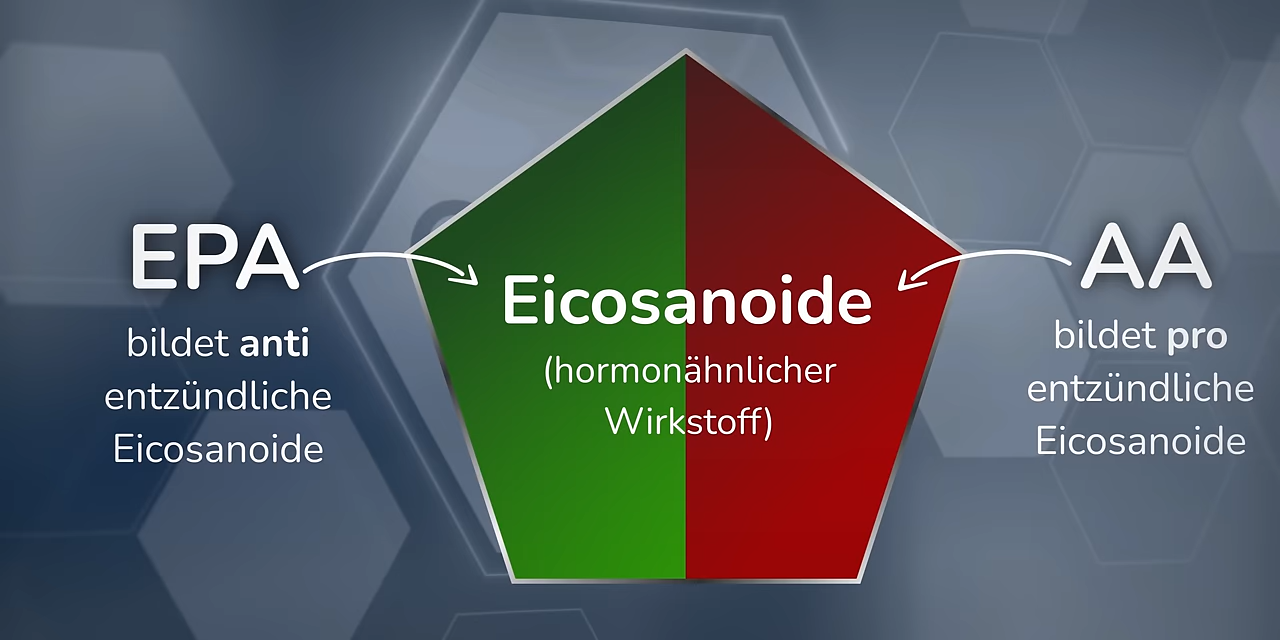 EPA
bildet anti
entzündliche
Eicosanoide
Eicosanoide
(hormonähnlicher
Wirkstoff)
AA
bildet pro
entzündliche
Eicosanoide